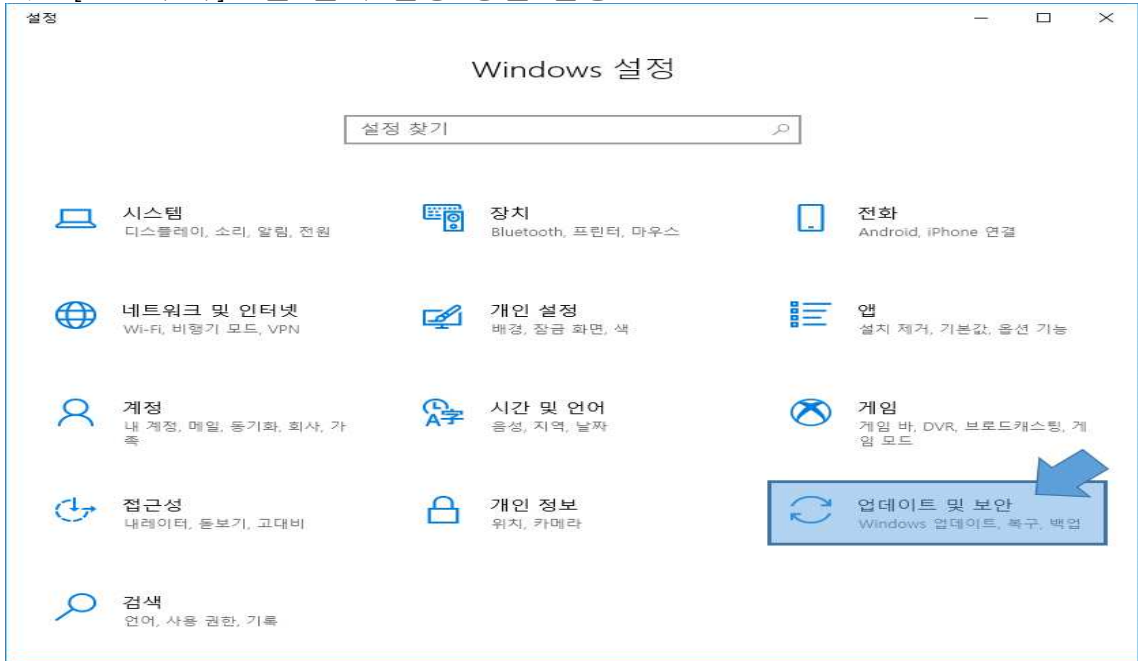 설정
Windows 설정
설정 찾기
시스템
디스플레이, 소리, 알림, 전원
장치
Bluetooth, 프린터, 마우스
전화
Android, iPhone 연결
네트워크 및 인터넷
Wi-Fi, 비행기 모드, VPN
개인 설정
배경, 잠금 화면, 색
앱
설치 제거, 기본값, 옵션 기능
계정
내 계정, 메일, 동기화, 회사, 가
족
시간 및 언어
음성, 지역, 날짜
게임
게임 바, DVR, 브로드캐스팅, 게
임 모드
접근성
내레이터, 돋보기, 고대비
개인 정보
위치, 카메라
업데이트 및 보안
Windows 업데이트, 복구, 백업
검색
언어, 사용 권한, 기록